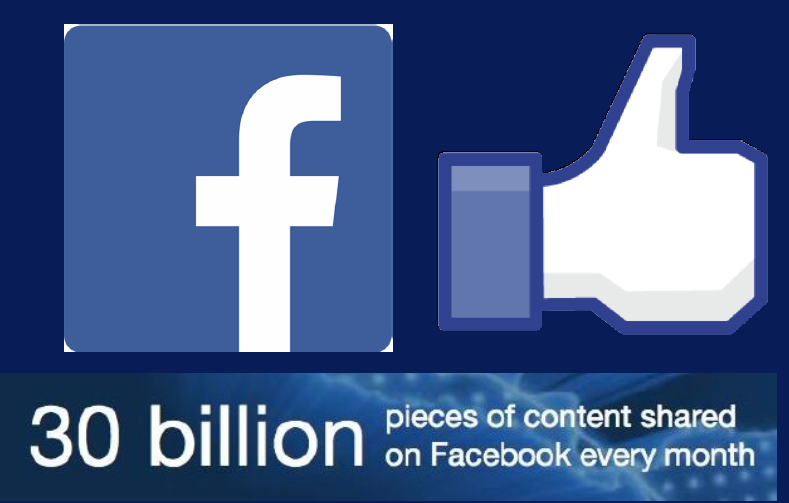 f
30 billion
pieces of content shared
on Facebook every month